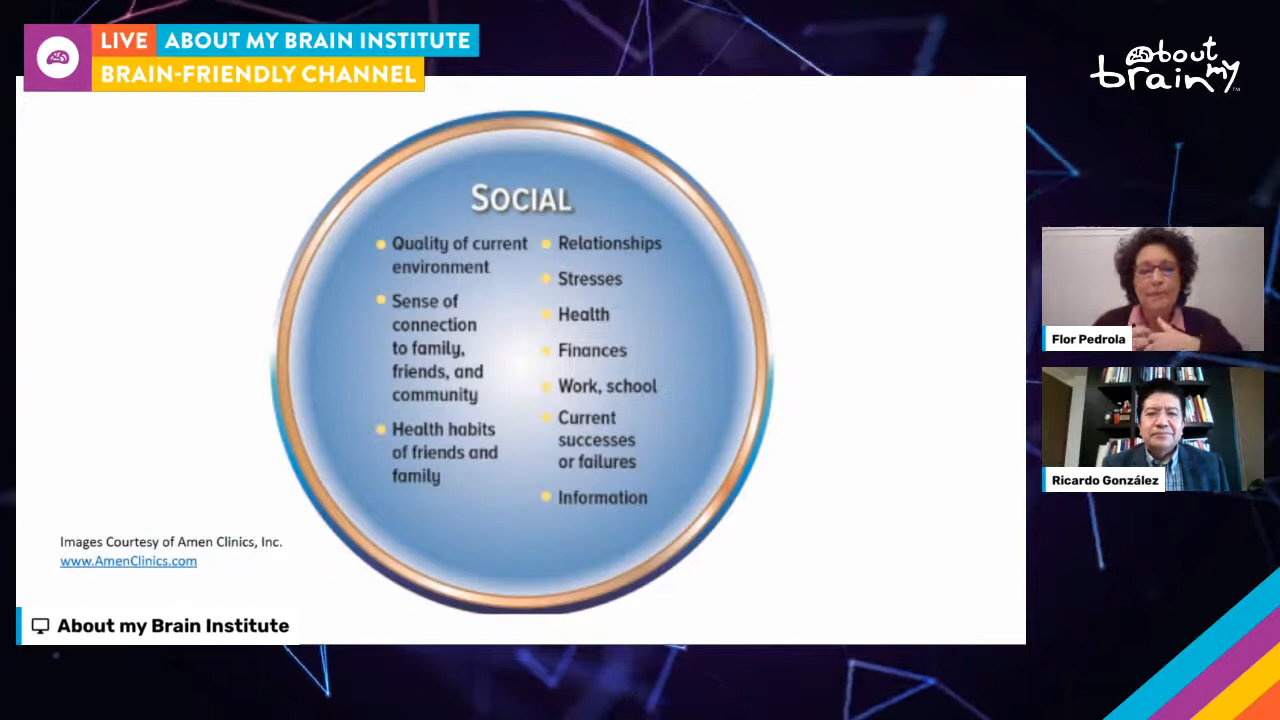 LIVE ABOUT MY BRAIN INSTITUTE
BRAIN-FRIENDLY CHANNEL
about
my
brain
TM
SOCIAL
Quality of current
environment
Sense of
connection
to family,
friends, and
community
Health habits
of friends and
family
Relationships
Stresses
Health
Finances
Work, school
Current
successes
or failures
Information
Images Courtesy of Amen Clinics, Inc.
www.AmenClinics.com
About my Brain Institute
Flor Pedrola
Ricardo González